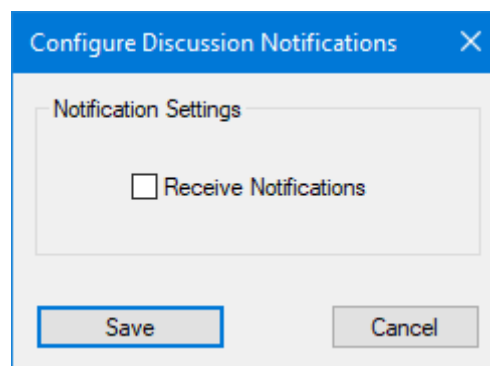 Configure Discussion Notifications
Notification Settings
Receive Notifications
Save
Cancel